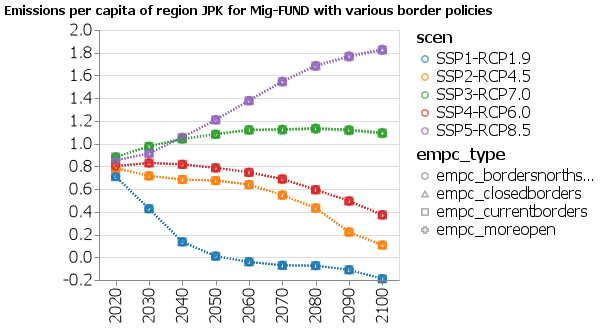 Emissions per capita of region JPK for Mig-FUND with various border policies
2.0
1.8
1.6
1.4
1.2
1.0
0.8
0.6
0.4
0.2
0.0
-0.2
2020
2030
2040
2050
2060
2070
2080
2090
2100
scen
SSP1-RCP1.9
SSP2-RCP4.5
SSP3-RCP7.0
SSP4-RCP6.0
SSP5-RCP8.5
empc_type
empc_bordersnorths...
empc_closedborders
empc_currentborders
empc_moreopen